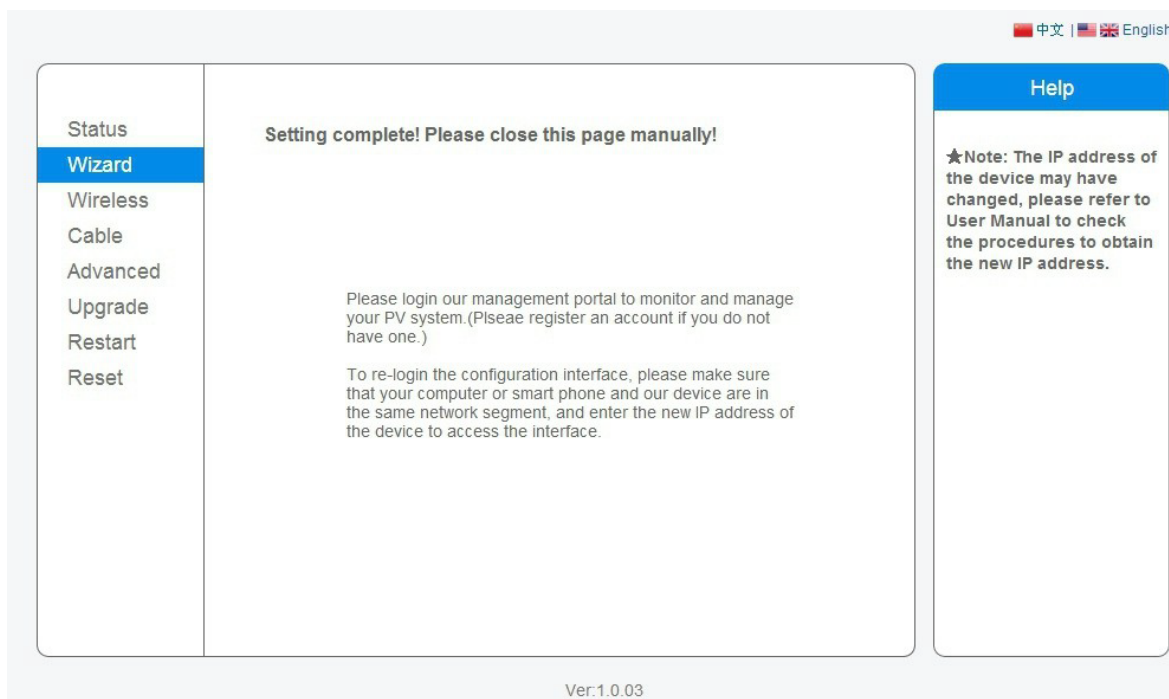 中文 | English
Status
Wizard
Wireless
Cable
Advanced
Upgrade
Restart
Reset
Setting complete! Please close this page manually!
Please login our management portal to monitor and manage
your PV system.(Plseae register an account if you do not
have one.)
To re-login the configuration interface, please make sure
that your computer or smart phone and our device are in
the same network segment, and enter the new IP address of
the device to access the interface.
Help
★Note: The IP address of
the device may have
changed, please refer to
User Manual to check
the procedures to obtain
the new IP address.
Ver:1.0.03